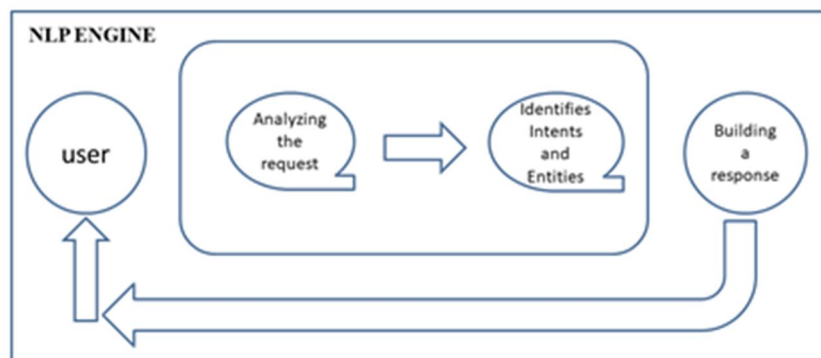 NLP ENGINE
user
Analyzing
the
request
Identifies
Intents
and
Entities
Building
a
response